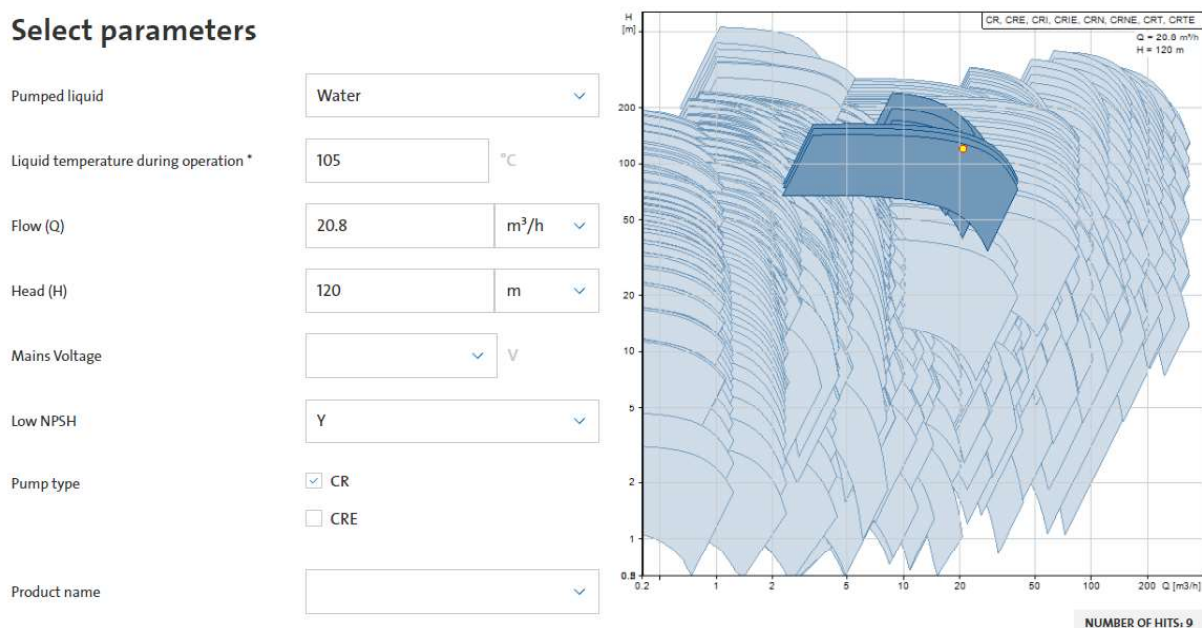 Select parameters
Pumped liquid
Water
Liquid temperature during operation *
105
°C
Flow (Q)
20.8
m³/h
Head (H)
120
m
Mains Voltage
V
Low NPSH
Y
Pump type
CR
CRE
Product name
H
[m]
CR, CRE, CRI, CRIE, CRN, CRNE, CRT, CRTE
Q = 20.8 m³/h
H = 120 m
200
100
50
20
10
5
2
1
0.2
1
2
5
10
20
50
100
200
Q [m3/h]
NUMBER OF HITS: 9